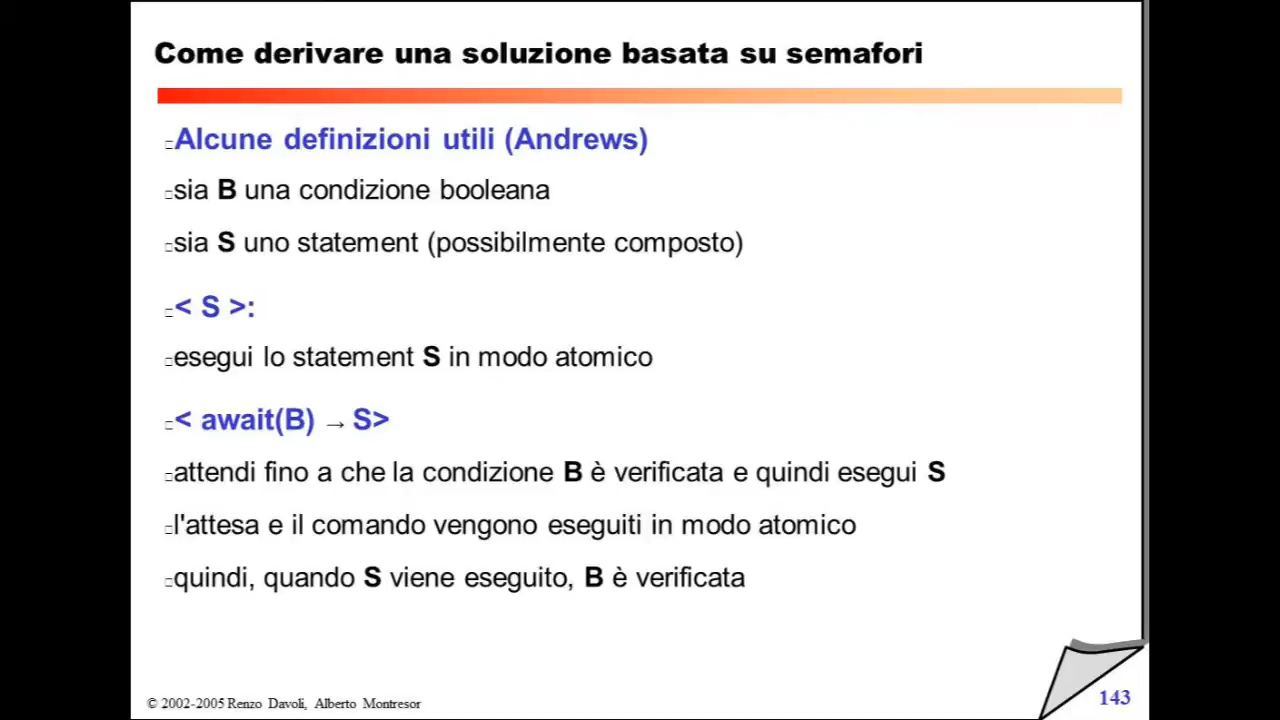 Come derivare una soluzione basata su semafori
Alcune definizioni utili (Andrews)
sia B una condizione booleana
sia S uno statement (possibilmente composto)
< S >:
esegui lo statement S in modo atomico
< await(B) → S>
attendi fino a che la condizione B è verificata e quindi esegui S
l'attesa e il comando vengono eseguiti in modo atomico
quindi, quando S viene eseguito, B è verificata
© 2002-2005 Renzo Davoli, Alberto Montresor
143